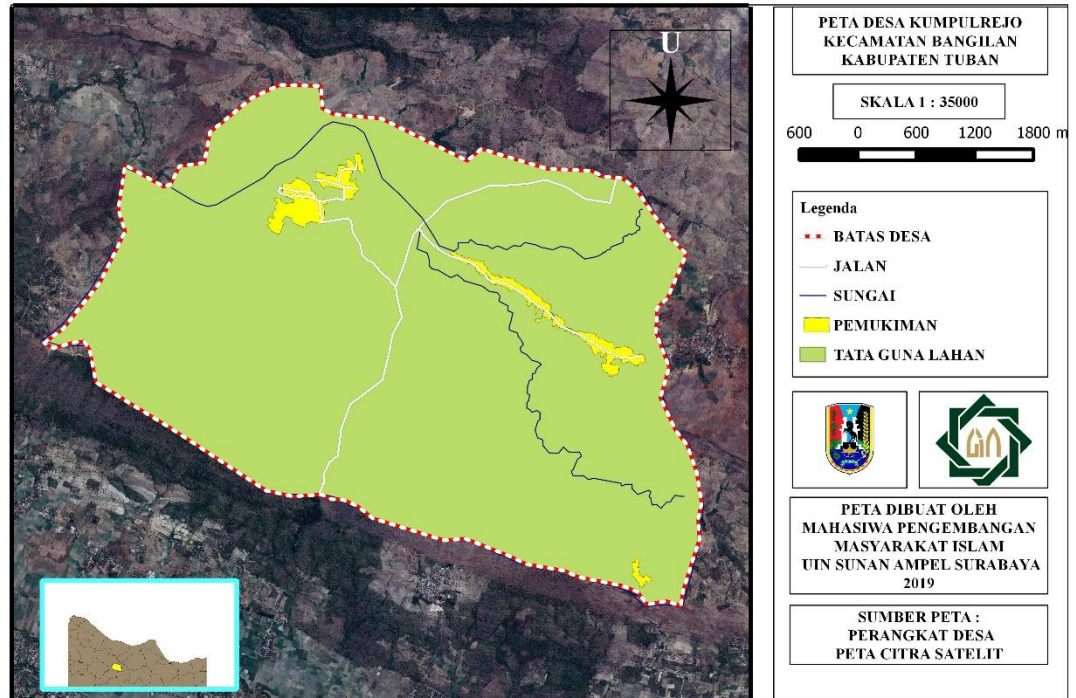 U
PETA DESA KUMPULREJO
KECAMATAN BANGILAN
KABUPATEN TUBAN
SKALA 1 : 35000
600 0 600 1200 1800 m
Legenda
BATAS DESA
JALAN
SUNGAI
PEMUKIMAN
TATA GUNA LAHAN
PETA DIBUAT OLEH
MAHASIWA PENGEMBANGAN
MASYARAKAT ISLAM
UIN SUNAN AMPEL SURABAYA
2019
SUMBER PETA :
PERANGKAT DESA
PETA CITRA SATELIT